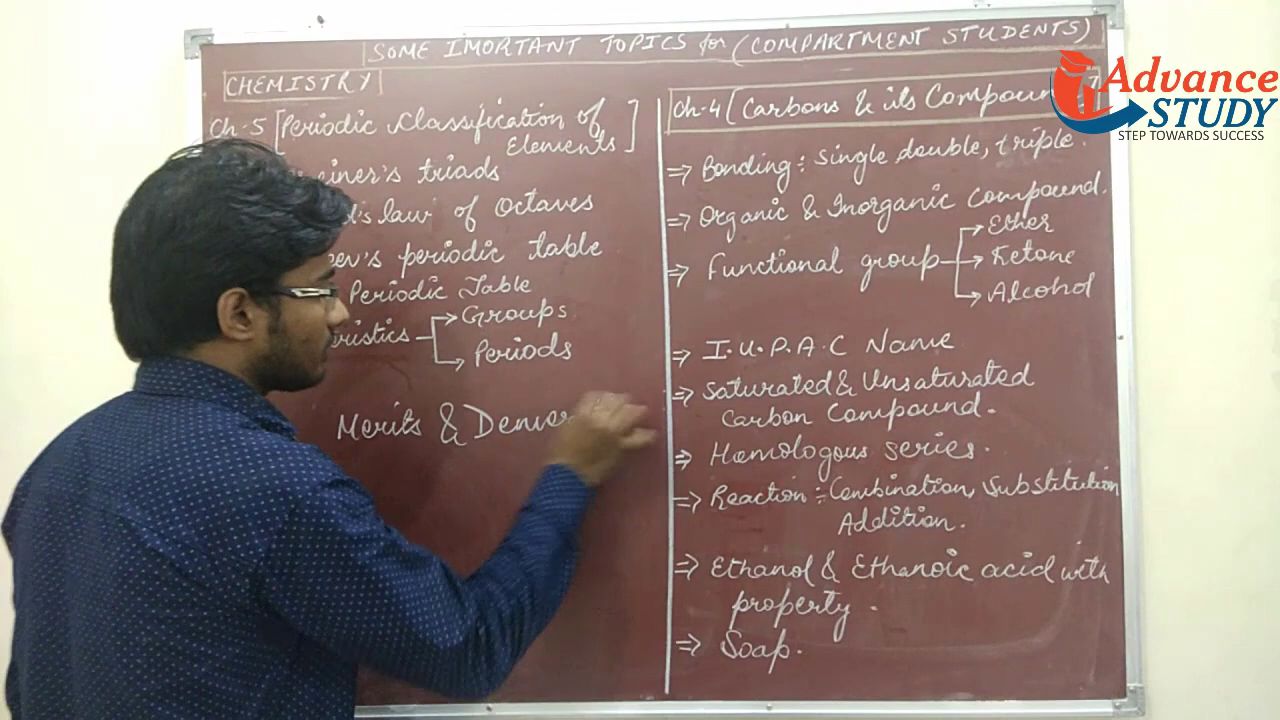 SOME IMORTANT TOPICS for (COMPARTMENT STUDENTS)
CHEMISTRY
Ch-5 [Periodic Classification of
Elements]
triads
law of Octaves
periodic table
Periodic Table
Groups
Periods
Merits &
Ch-4 (Carbons & its
=> Bonding ÷ Single double, triple.
=> Organic & Inorganic Compound.
=> Functional group
Ether
Ketone
Alcohol
=> I.U.P.A.C Name
=> Saturated & Unsaturated
Carbon Compound.
=> Homologous series.
=> Reaction ÷ Combination, Substitution
Addition.
=> Ethanol & Ethanoic acid with
property.
=> Soap.
Advance
STUDY
STEP TOWARDS SUCCESS